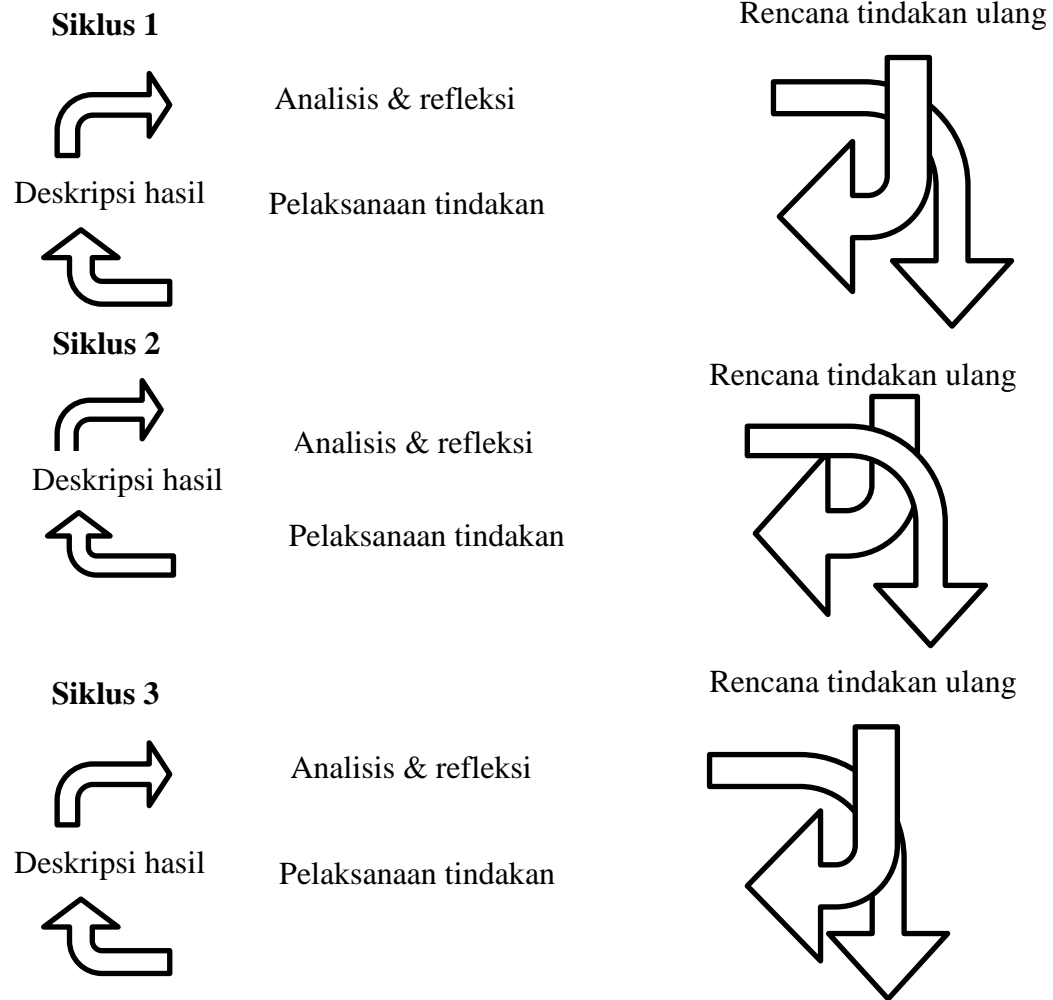 Siklus 1
Rencana tindakan ulang
Analisis & refleksi
Deskripsi hasil
Pelaksanaan tindakan
Siklus 2
Rencana tindakan ulang
Analisis & refleksi
Deskripsi hasil
Pelaksanaan tindakan
Siklus 3
Rencana tindakan ulang
Analisis & refleksi
Deskripsi hasil
Pelaksanaan tindakan